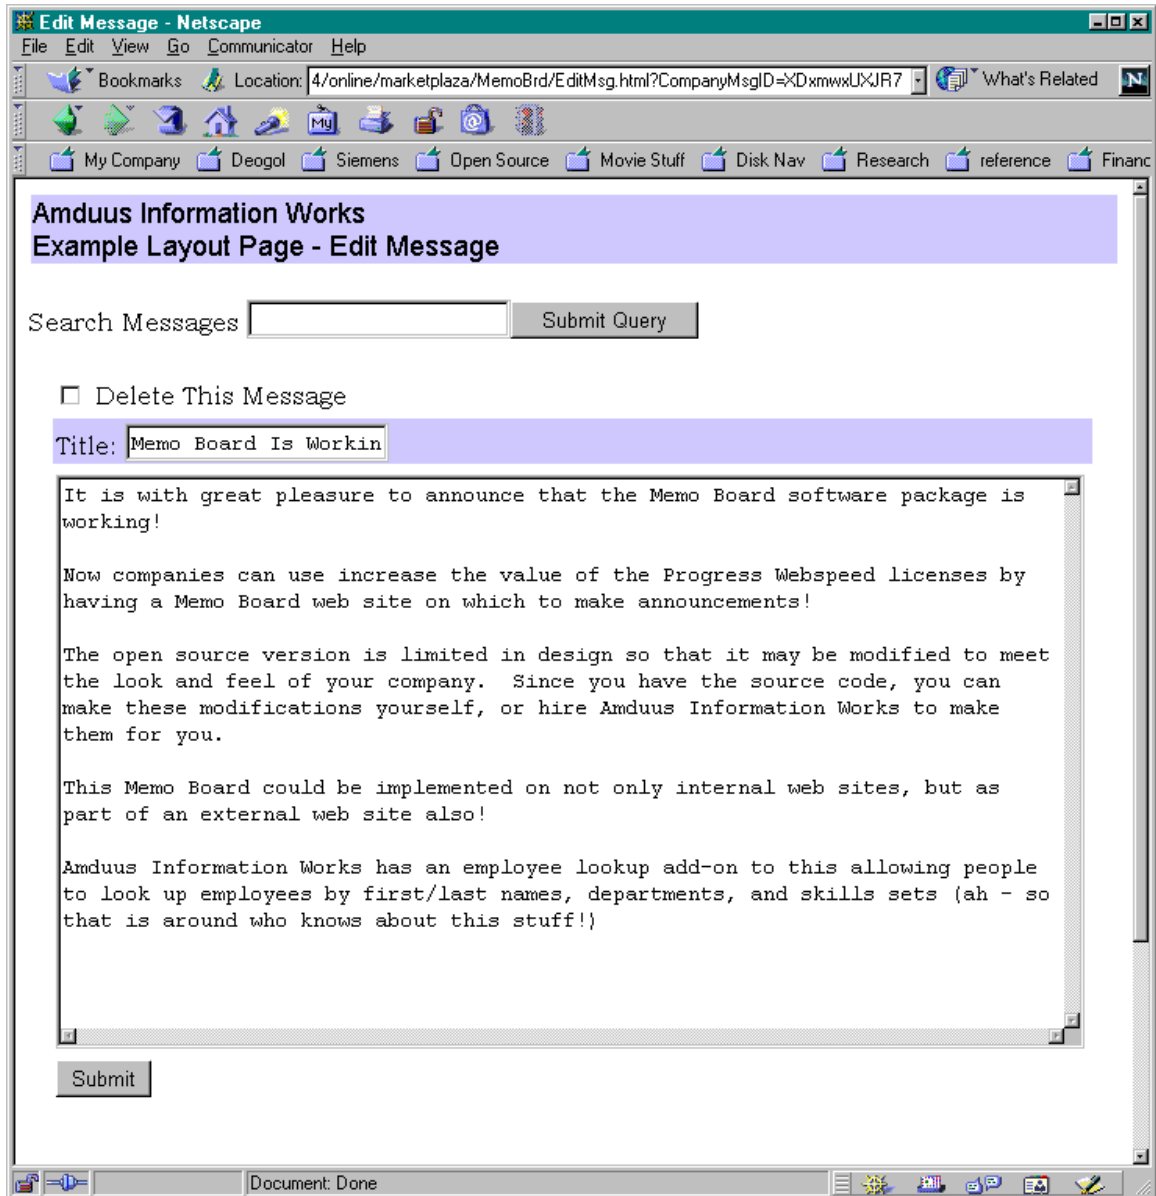 Edit Message - Netscape
File Edit View Go Communicator Help
Bookmarks Location: 4/online/marketplaza/MemoBrd/EditMsg.html?CompanyMsgID=XDxmwxUXJR7 What's Related N
My
My Company Deogol Siemens Open Source Movie Stuff Disk Nav Research reference Financ
Amduus Information Works
Example Layout Page - Edit Message
Search Messages Submit Query
Delete This Message
Title: Memo Board Is Workin
It is with great pleasure to announce that the Memo Board software package is
working!
Now companies can use increase the value of the Progress Webspeed licenses by
having a Memo Board web site on which to make announcements!
The open source version is limited in design so that it may be modified to meet
the look and feel of your company.  Since you have the source code, you can
make these modifications yourself, or hire Amduus Information Works to make
them for you.
This Memo Board could be implemented on not only internal web sites, but as
part of an external web site also!
Amduus Information Works has an employee lookup add-on to this allowing people
to look up employees by first/last names, departments, and skills sets (ah - so
that is around who knows about this stuff!)
Submit
Document: Done